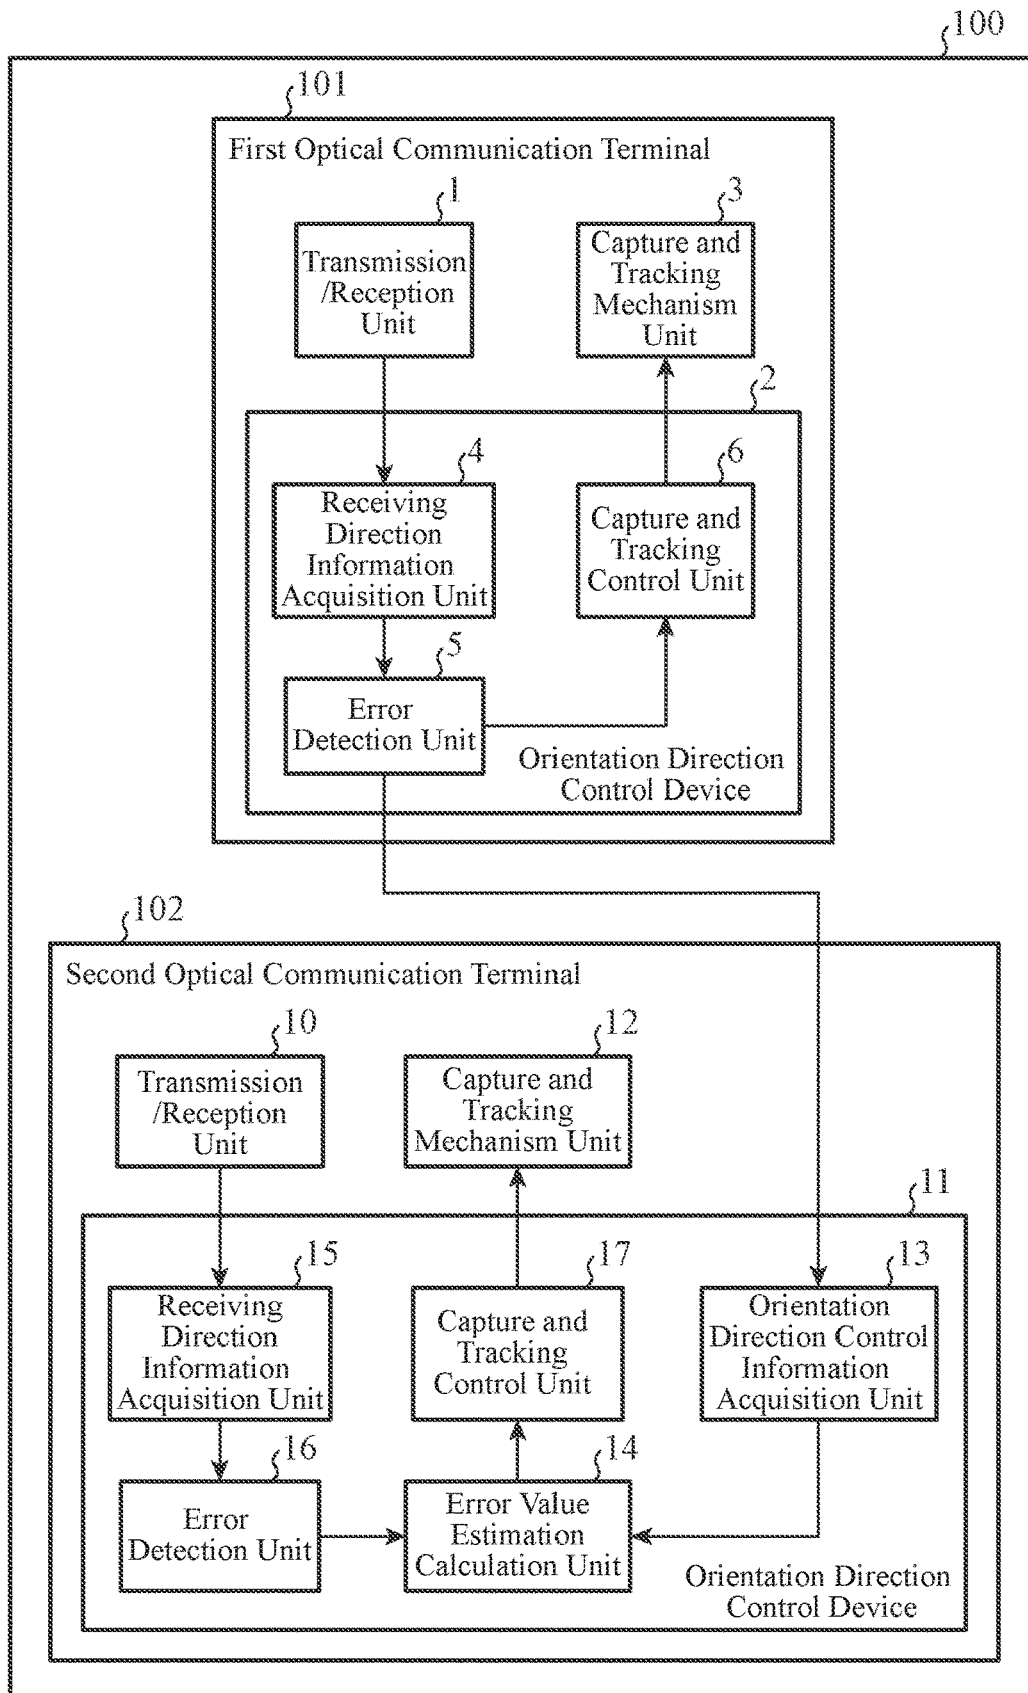 100
101
First Optical Communication Terminal
1
Transmission
/Reception
Unit
3
Capture and
Tracking
Mechanism
Unit
2
4
Receiving
Direction
Information
Acquisition Unit
6
Capture and
Tracking
Control Unit
5
Error
Detection Unit
Orientation Direction
Control Device
102
Second Optical Communication Terminal
10
Transmission
/Reception
Unit
12
Capture and
Tracking
Mechanism Unit
11
15
Receiving
Direction
Information
Acquisition Unit
17
Capture and
Tracking
Control Unit
13
Orientation
Direction Control
Information
Acquisition Unit
16
Error
Detection Unit
14
Error Value
Estimation
Calculation Unit
Orientation Direction
Control Device